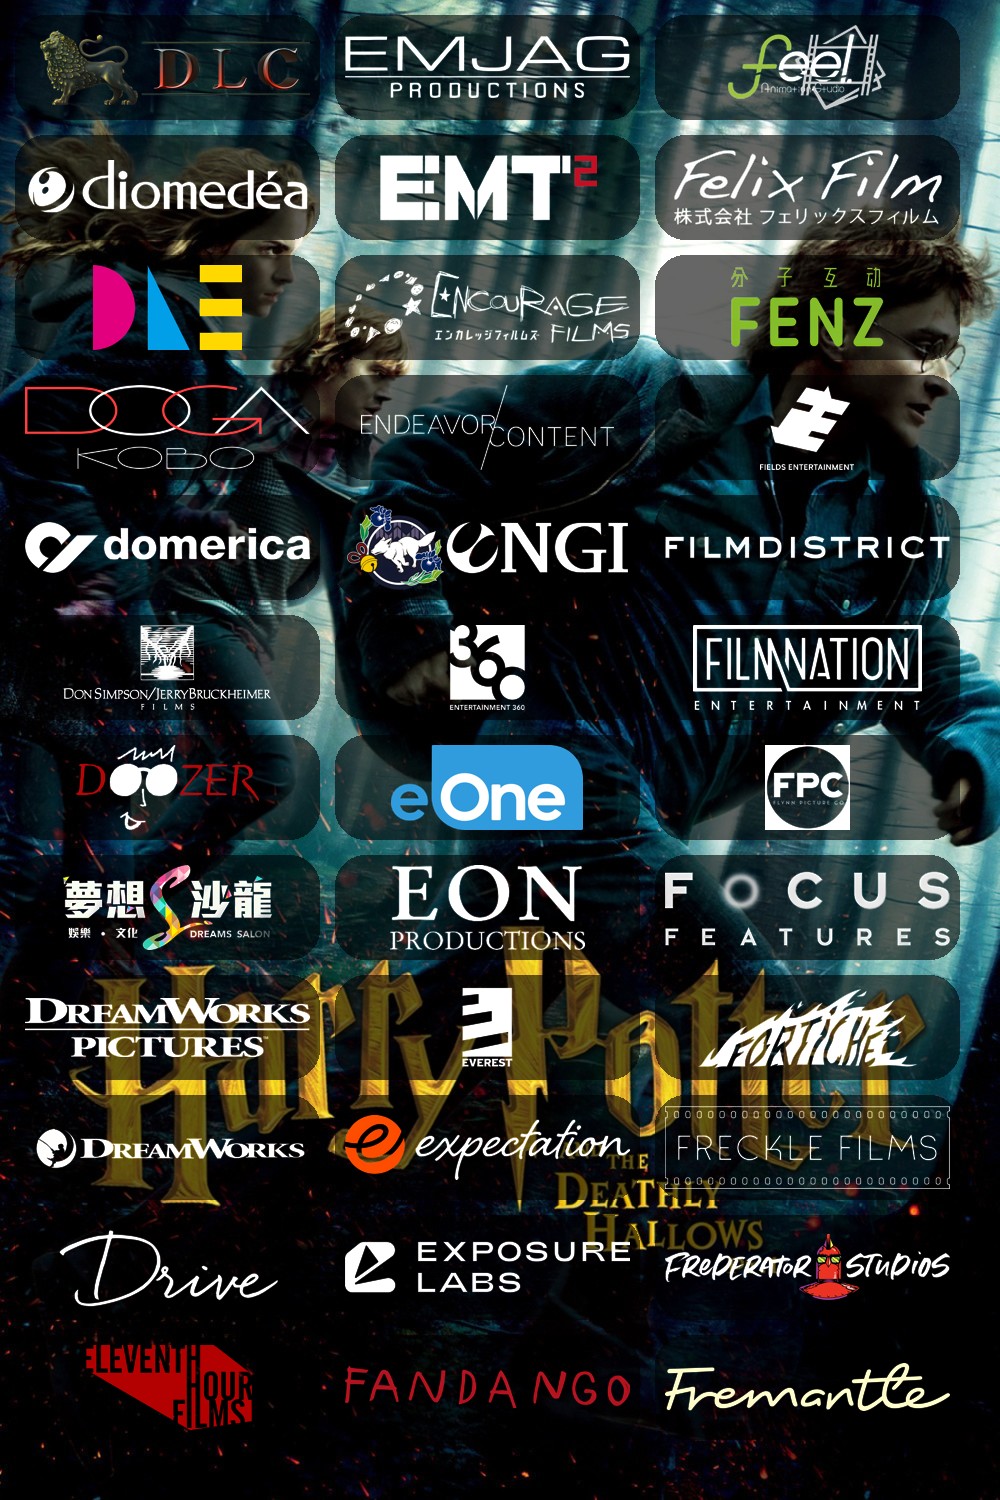 DLC
EMJAG
PRODUCTIONS
feel.
Animation Studio
diomedéa
EMT²
Felix Film
株式会社 フェリックスフィルム
DLE
ENCOURAGE
FILMS
エンカレッジフィルムズ
分子互动
FENZ
DOGA
KOBO
ENDEAVOR
CONTENT
FIELDS ENTERTAINMENT
domerica
ENGI
FILMDISTRICT
DON SIMPSON/JERRY BRUCKHEIMER
FILMS
360
ENTERTAINMENT 360
FILMNATION
ENTERTAINMENT
DOOZER
eOne
FPC
FLYNN PICTURE CO
夢想 S 沙龍
娛樂・文化 DREAMS SALON
EON
PRODUCTIONS
FOCUS
FEATURES
DREAMWORKS
PICTURES
E
EVEREST
FORTICHE
Harry Potter
DREAMWORKS
e expectation
FRECKLE FILMS
AND THE
DEATHLY
HALLOWS
Drive
EXPOSURE
LABS
FREDERATOR STUDIOS
ELEVENTH
HOUR
FILMS
FANDANGO
Fremantle